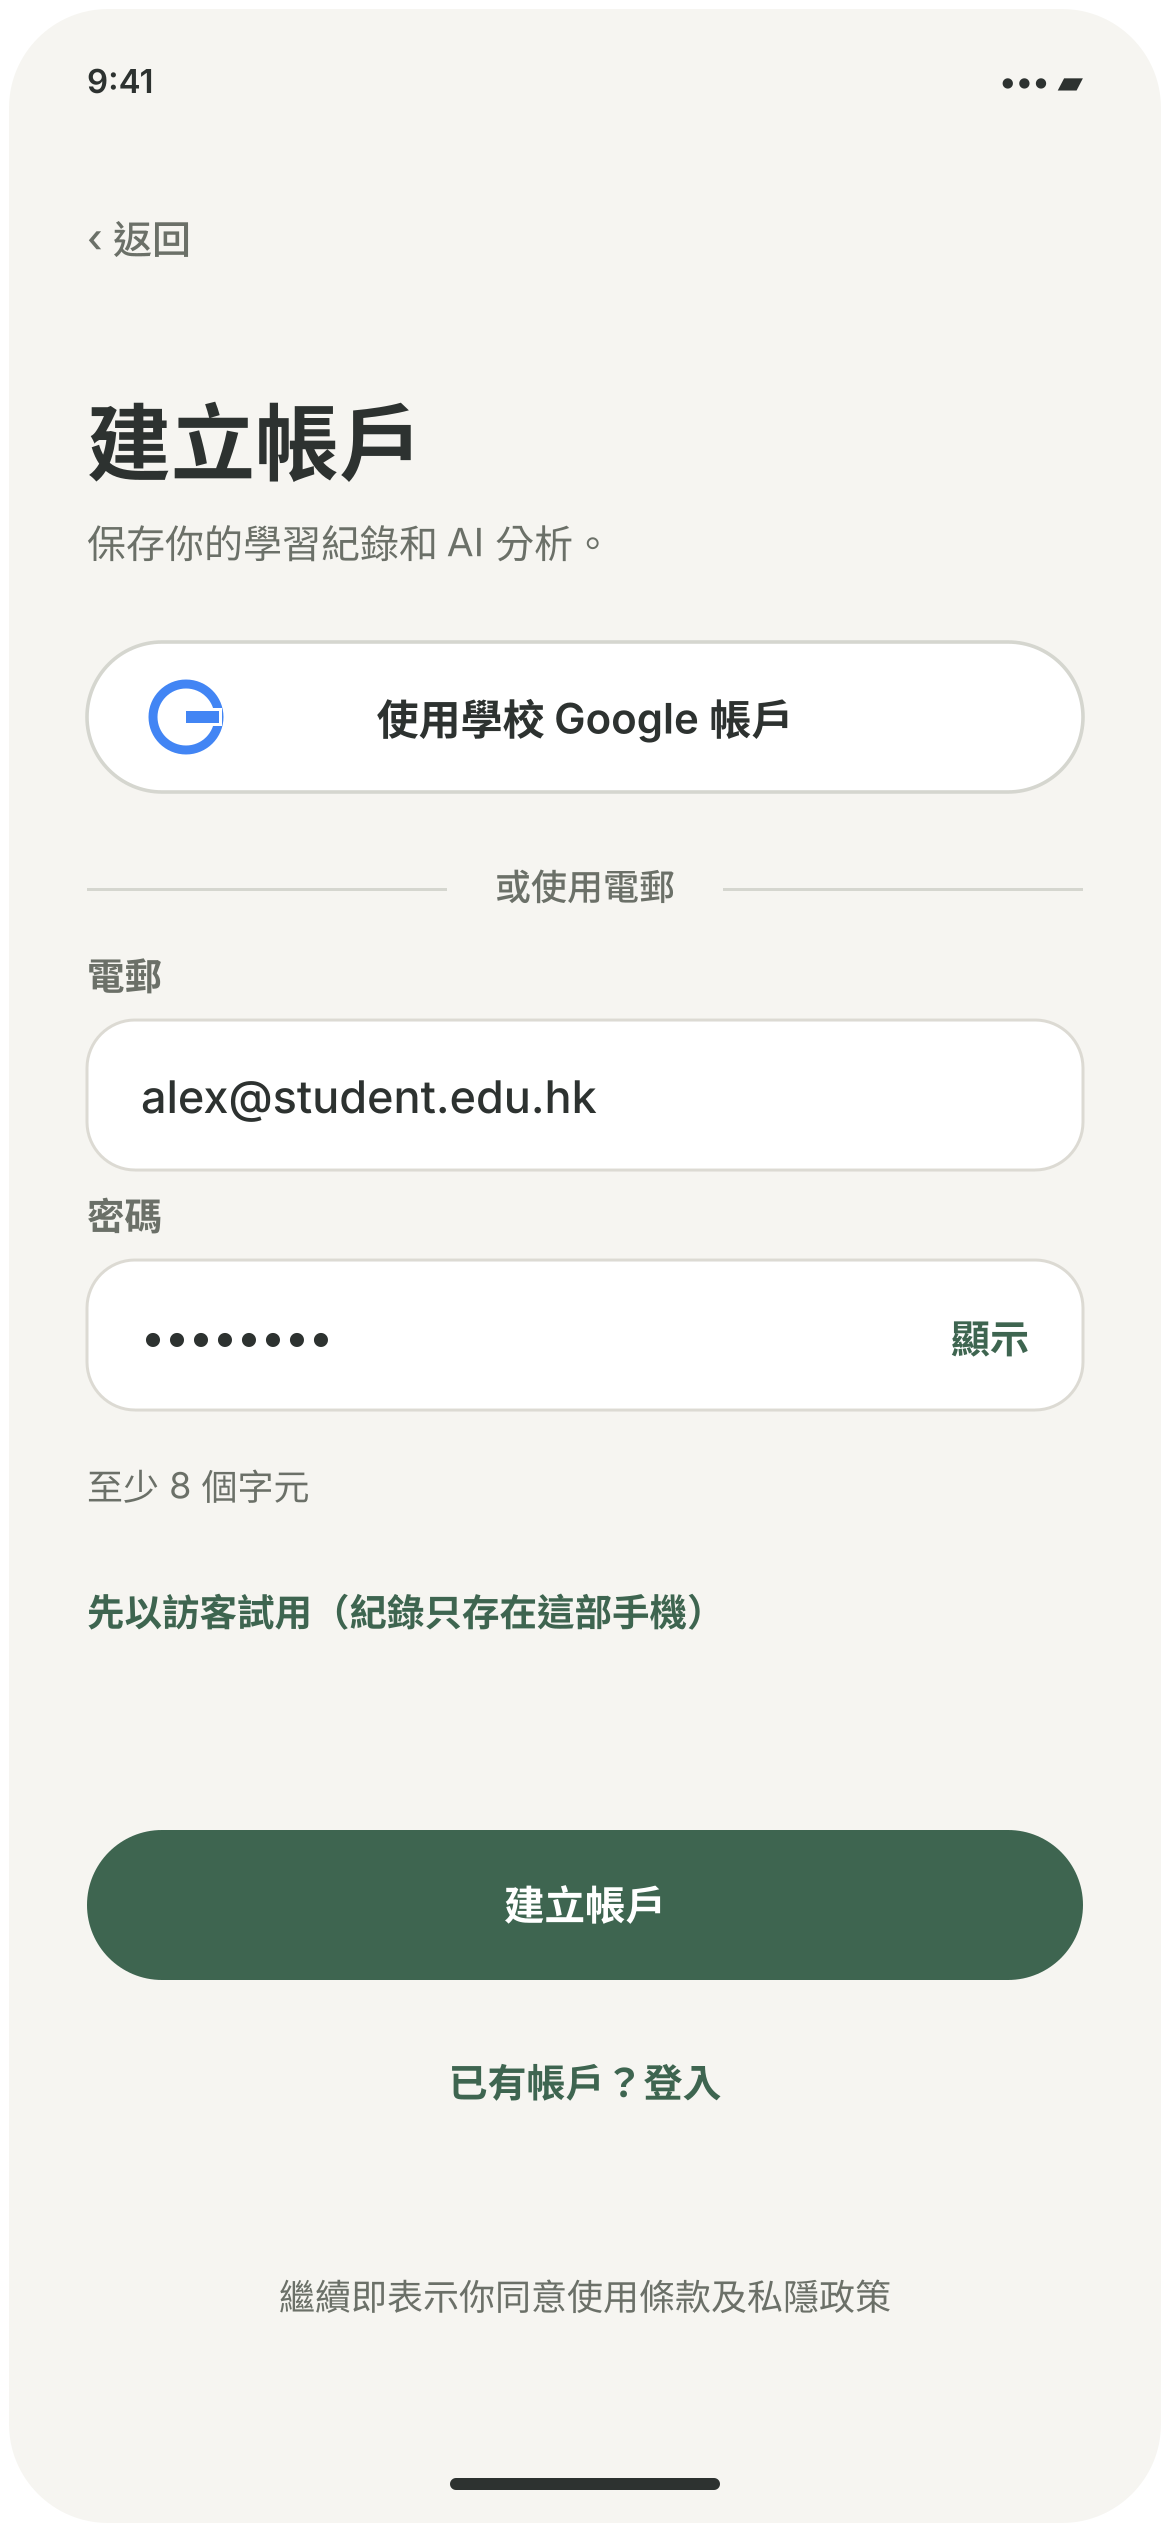 9:41
‹ 返回
建立帳戶
保存你的學習紀錄和 AI 分析。
使用學校 Google 帳戶
或使用電郵
電郵
alex@student.edu.hk
密碼
••••••••
顯示
至少 8 個字元
先以訪客試用（紀錄只存在這部手機）
建立帳戶
已有帳戶？登入
繼續即表示你同意使用條款及私隱政策